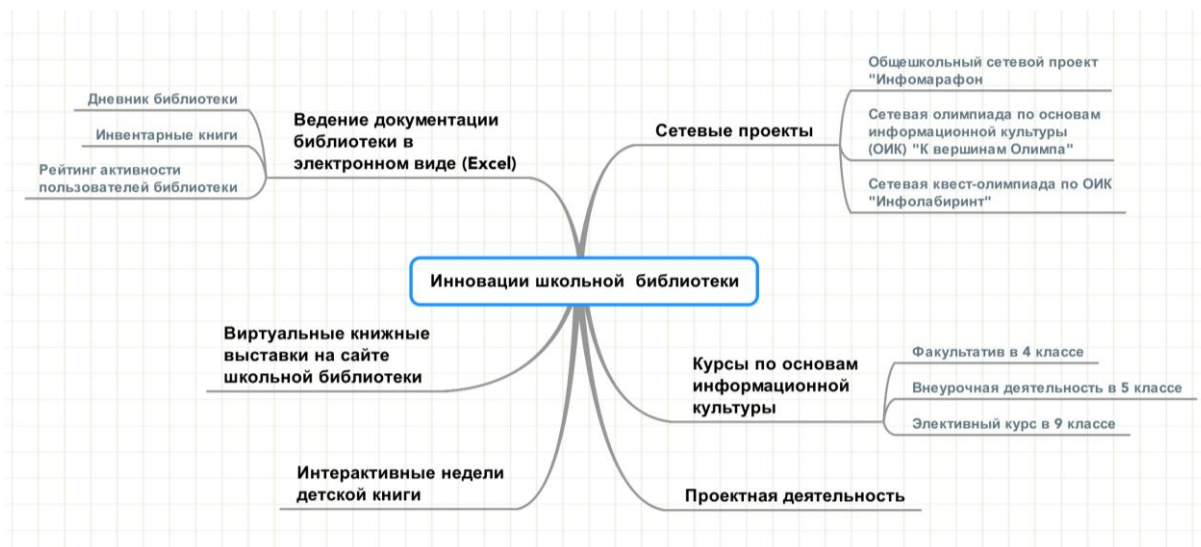 Инновации школьной библиотеки
Ведение документации
библиотеки в
электронном виде (Excel)
Дневник библиотеки
Инвентарные книги
Рейтинг активности
пользователей библиотеки
Виртуальные книжные
выставки на сайте
школьной библиотеки
Интерактивные недели
детской книги
Сетевые проекты
Общешкольный сетевой проект
"Инфомарафон
Сетевая олимпиада по основам
информационной культуры
(ОИК) "К вершинам Олимпа"
Сетевая квест-олимпиада по ОИК
"Инфолабиринт"
Курсы по основам
информационной
культуры
Факультатив в 4 классе
Внеурочная деятельность в 5 классе
Элективный курс в 9 классе
Проектная деятельность